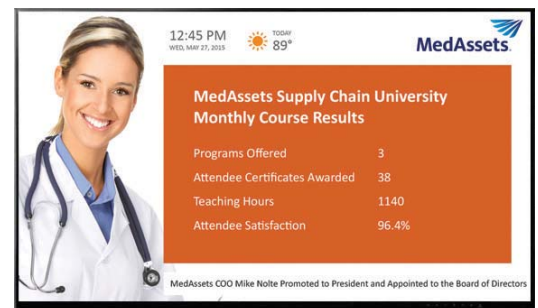 12:45 PM
WED, MAY 27, 2015
TODAY
89°
MedAssets
MedAssets Supply Chain University
Monthly Course Results
Programs Offered 3
Attendee Certificates Awarded 38
Teaching Hours 1140
Attendee Satisfaction 96.4%
MedAssets COO Mike Nolte Promoted to President and Appointed to the Board of Directors